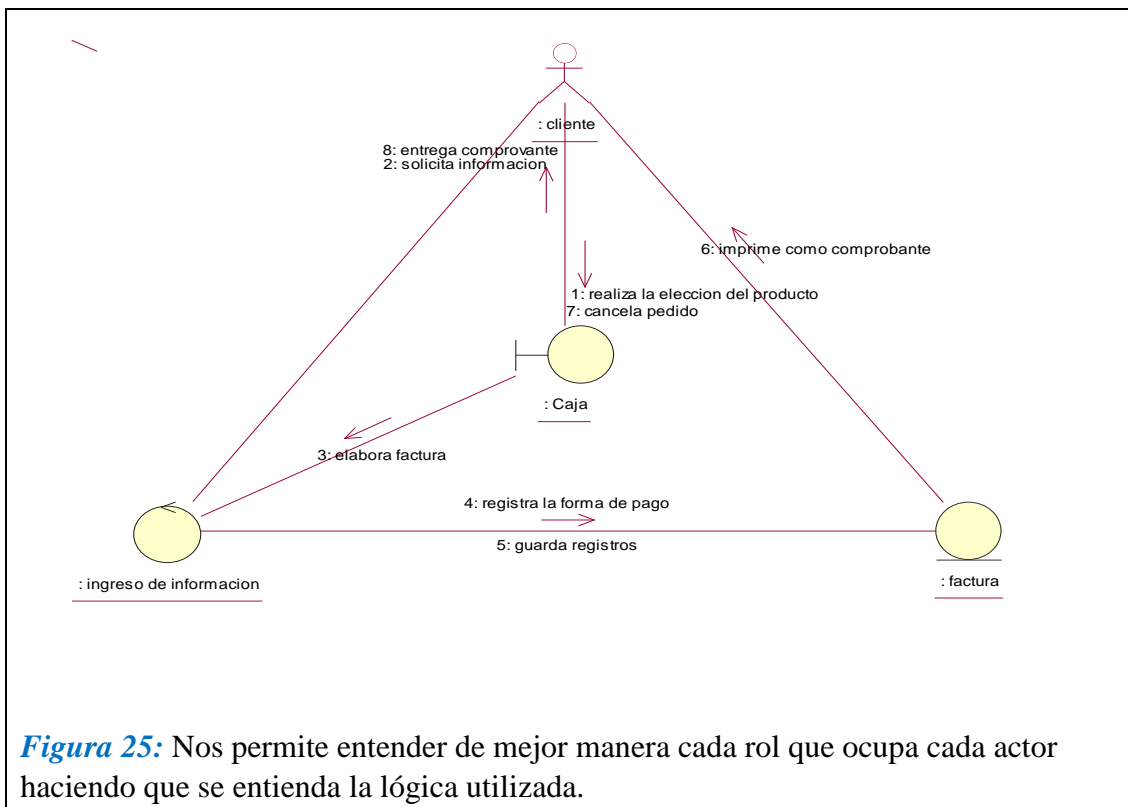 : cliente
8: entrega comprovante
2: solicita informacion
6: imprime como comprobante
1: realiza la eleccion del producto
7: cancela pedido
: Caja
3: elabora factura
4: registra la forma de pago
5: guarda registros
: ingreso de informacion
: factura
Figura 25: Nos permite entender de mejor manera cada rol que ocupa cada actor
haciendo que se entienda la lógica utilizada.